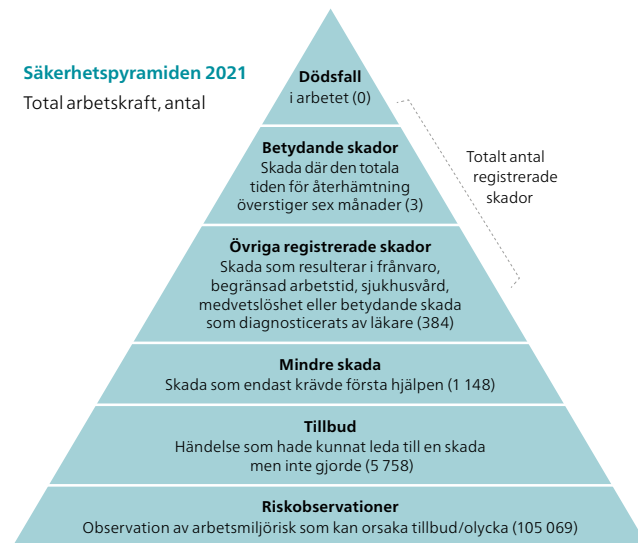 Säkerhetspyramiden 2021
Total arbetskraft, antal
Dödsfall
i arbetet (0)
Betydande skador
Skada där den totala
tiden för återhämtning
överstiger sex månader (3)
Totalt antal
registrerade
skador
Övriga registrerade skador
Skada som resulterar i frånvaro,
begränsad arbetstid, sjukhusvård,
medvetslöshet eller betydande skada
som diagnosticerats av läkare (384)
Mindre skada
Skada som endast krävde första hjälpen (1 148)
Tillbud
Händelse som hade kunnat leda till en skada
men inte gjorde (5 758)
Riskobservationer
Observation av arbetsmiljörisk som kan orsaka tillbud/olycka (105 069)